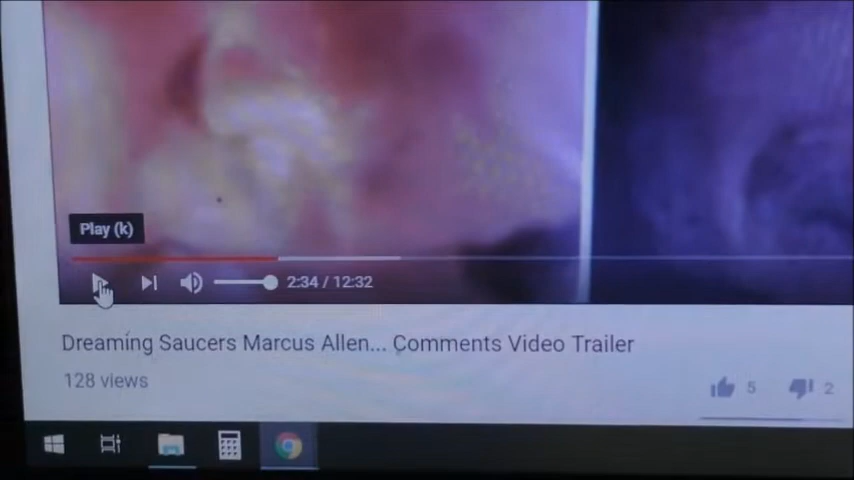 Play (k)
2:34 / 12:32
Dreaming Saucers Marcus Allen... Comments Video Trailer
128 views
5
2